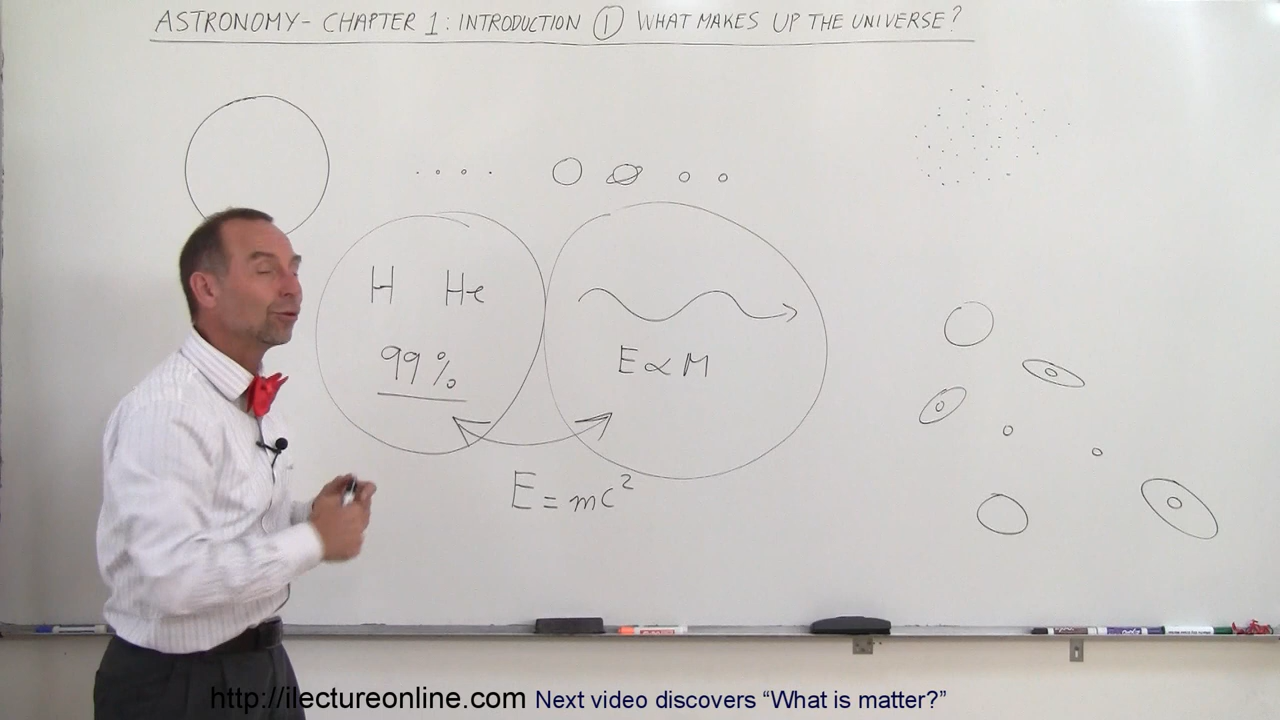 ASTRONOMY - CHAPTER 1: INTRODUCTION ① WHAT MAKES UP THE UNIVERSE?
H He
99%
E ∝ M
E = mc²
http://ilectureonline.com Next video discovers “What is matter?”